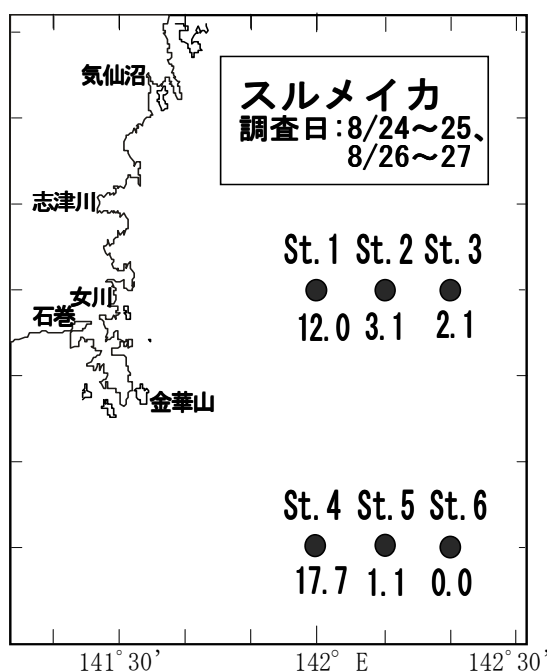 気仙沼
スルメイカ
調査日:8/24～25、
8/26～27
志津川
St.1 St.2 St.3
女川
石巻
12.0 3.1 2.1
金華山
St.4 St.5 St.6
17.7 1.1 0.0
141°30' 142° E 142°30'